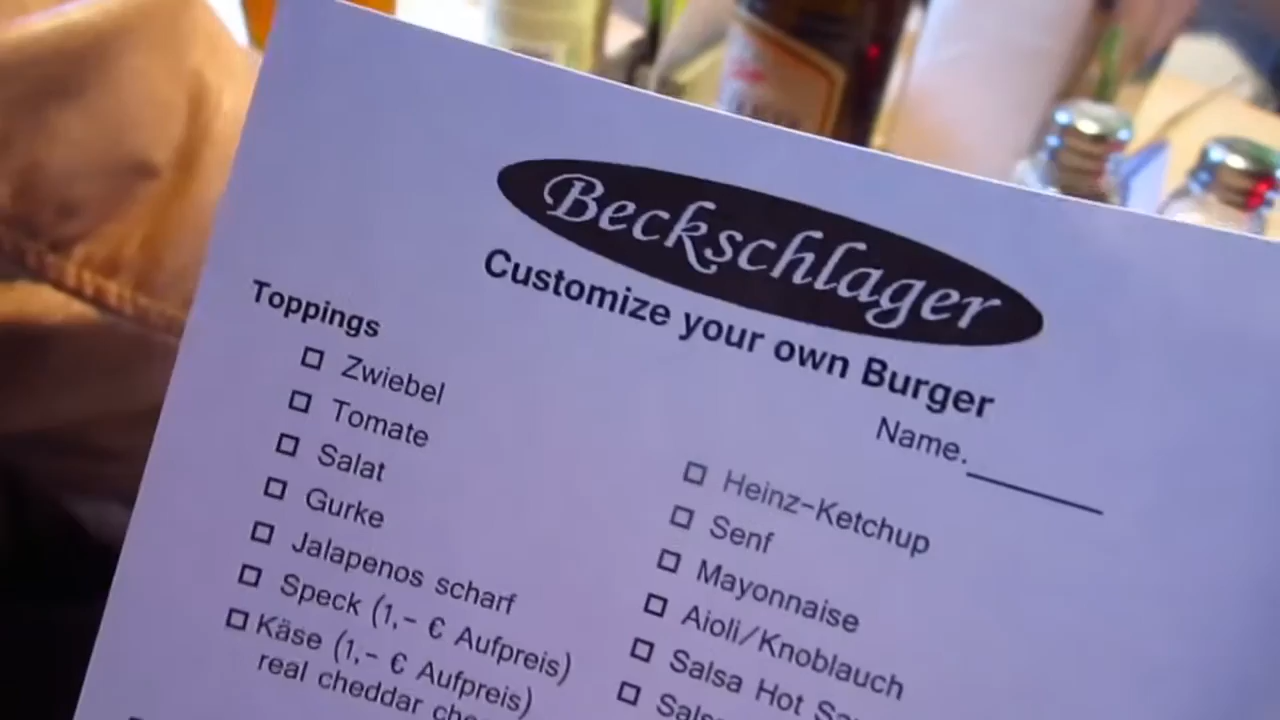 Beckschlager
Customize your own Burger
Name.
Toppings
Zwiebel
Tomate
Salat
Gurke
Jalapenos scharf
Speck (1,- € Aufpreis)
Käse (1,- € Aufpreis)
real cheddar
Heinz-Ketchup
Senf
Mayonnaise
Aioli/Knoblauch
Salsa Hot